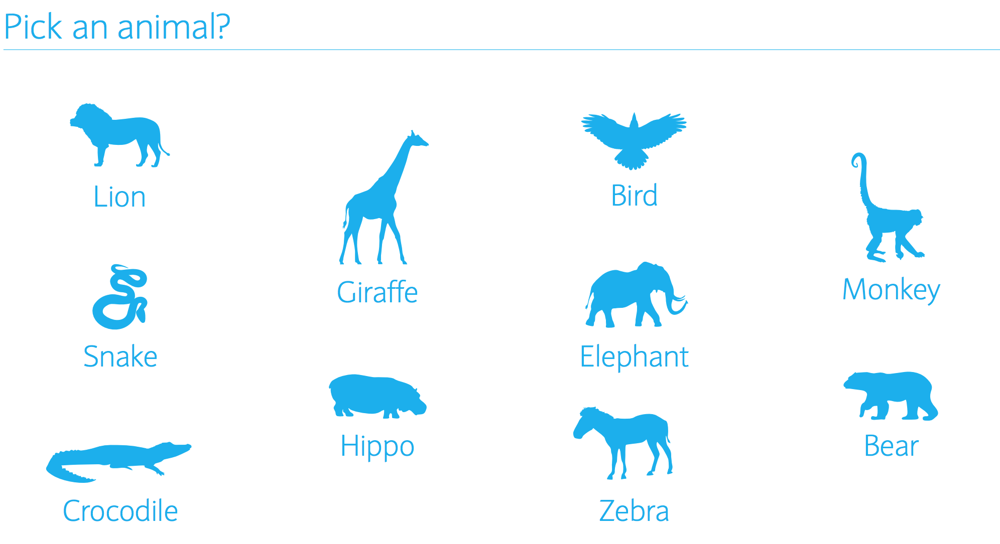 Pick an animal?
Lion
Giraffe
Bird
Monkey
Snake
Hippo
Elephant
Bear
Crocodile
Zebra